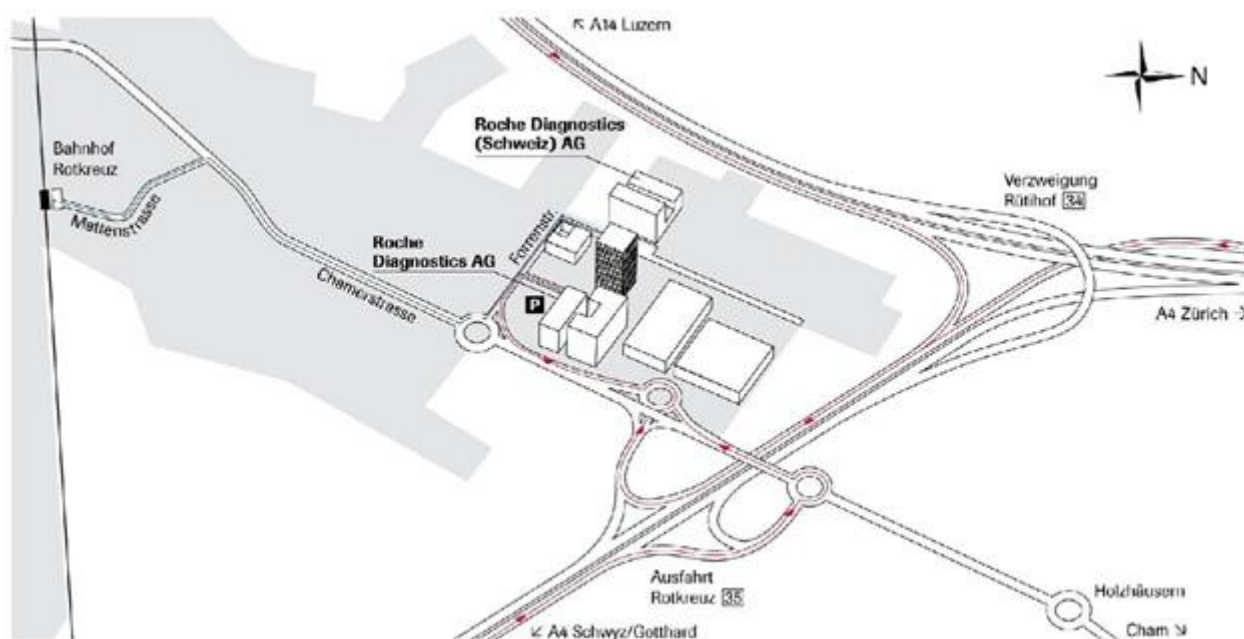 ↖ A14 Luzern
N
Roche Diagnostics
(Schweiz) AG
Bahnhof
Rotkreuz
Verzweigung
Rütihof 34
Mattenstrasse
Forrenstr.
Roche
Diagnostics AG
P
Chamerstrasse
A4 Zürich →
Ausfahrt
Rotkreuz 35
Holzhäusern
↙ A4 Schwyz/Gotthard
Cham ↘